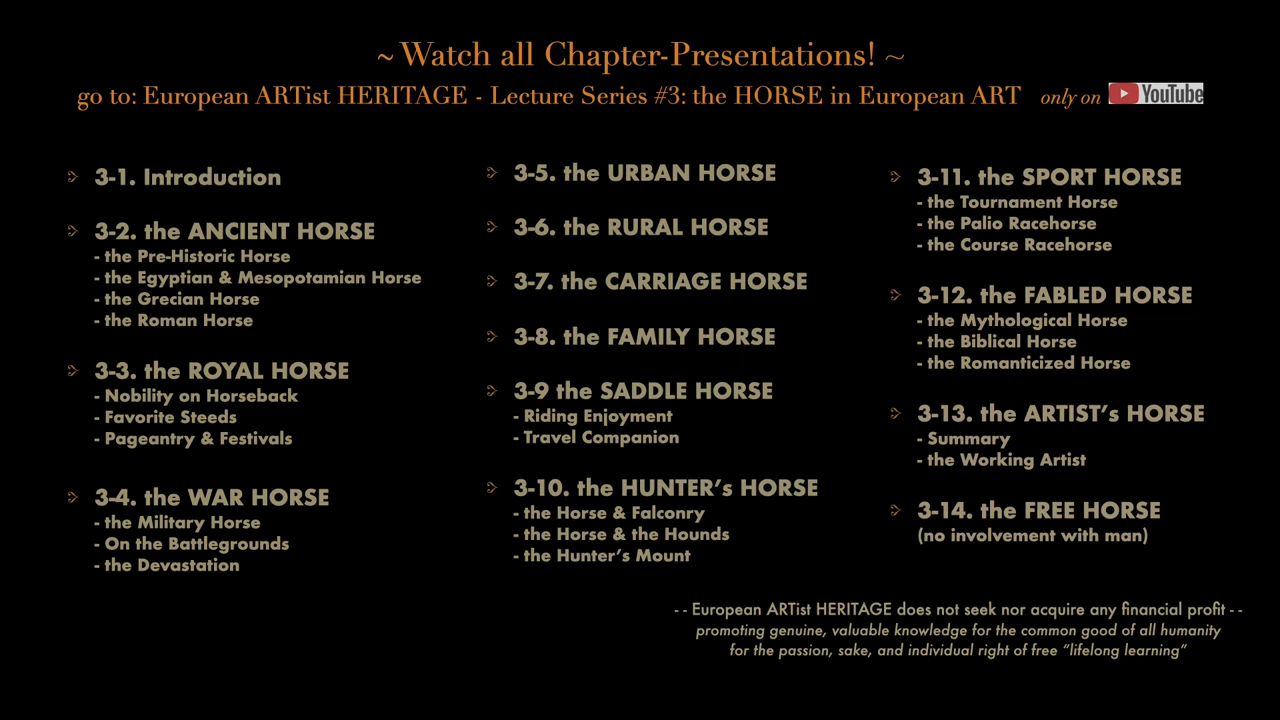 ~ Watch all Chapter-Presentations! ~
go to: European ARTist HERITAGE - Lecture Series #3: the HORSE in European ART only on YouTube
3-1. Introduction
3-2. the ANCIENT HORSE
- the Pre-Historic Horse
- the Egyptian & Mesopotamian Horse
- the Grecian Horse
- the Roman Horse
3-3. the ROYAL HORSE
- Nobility on Horseback
- Favorite Steeds
- Pageantry & Festivals
3-4. the WAR HORSE
- the Military Horse
- On the Battlegrounds
- the Devastation
3-5. the URBAN HORSE
3-6. the RURAL HORSE
3-7. the CARRIAGE HORSE
3-8. the FAMILY HORSE
3-9 the SADDLE HORSE
- Riding Enjoyment
- Travel Companion
3-10. the HUNTER's HORSE
- the Horse & Falconry
- the Horse & the Hounds
- the Hunter's Mount
3-11. the SPORT HORSE
- the Tournament Horse
- the Palio Racehorse
- the Course Racehorse
3-12. the FABLED HORSE
- the Mythological Horse
- the Biblical Horse
- the Romanticized Horse
3-13. the ARTIST's HORSE
- Summary
- the Working Artist
3-14. the FREE HORSE
(no involvement with man)
- - European ARTist HERITAGE does not seek nor acquire any financial profit - -
promoting genuine, valuable knowledge for the common good of all humanity
for the passion, sake, and individual right of free “lifelong learning”